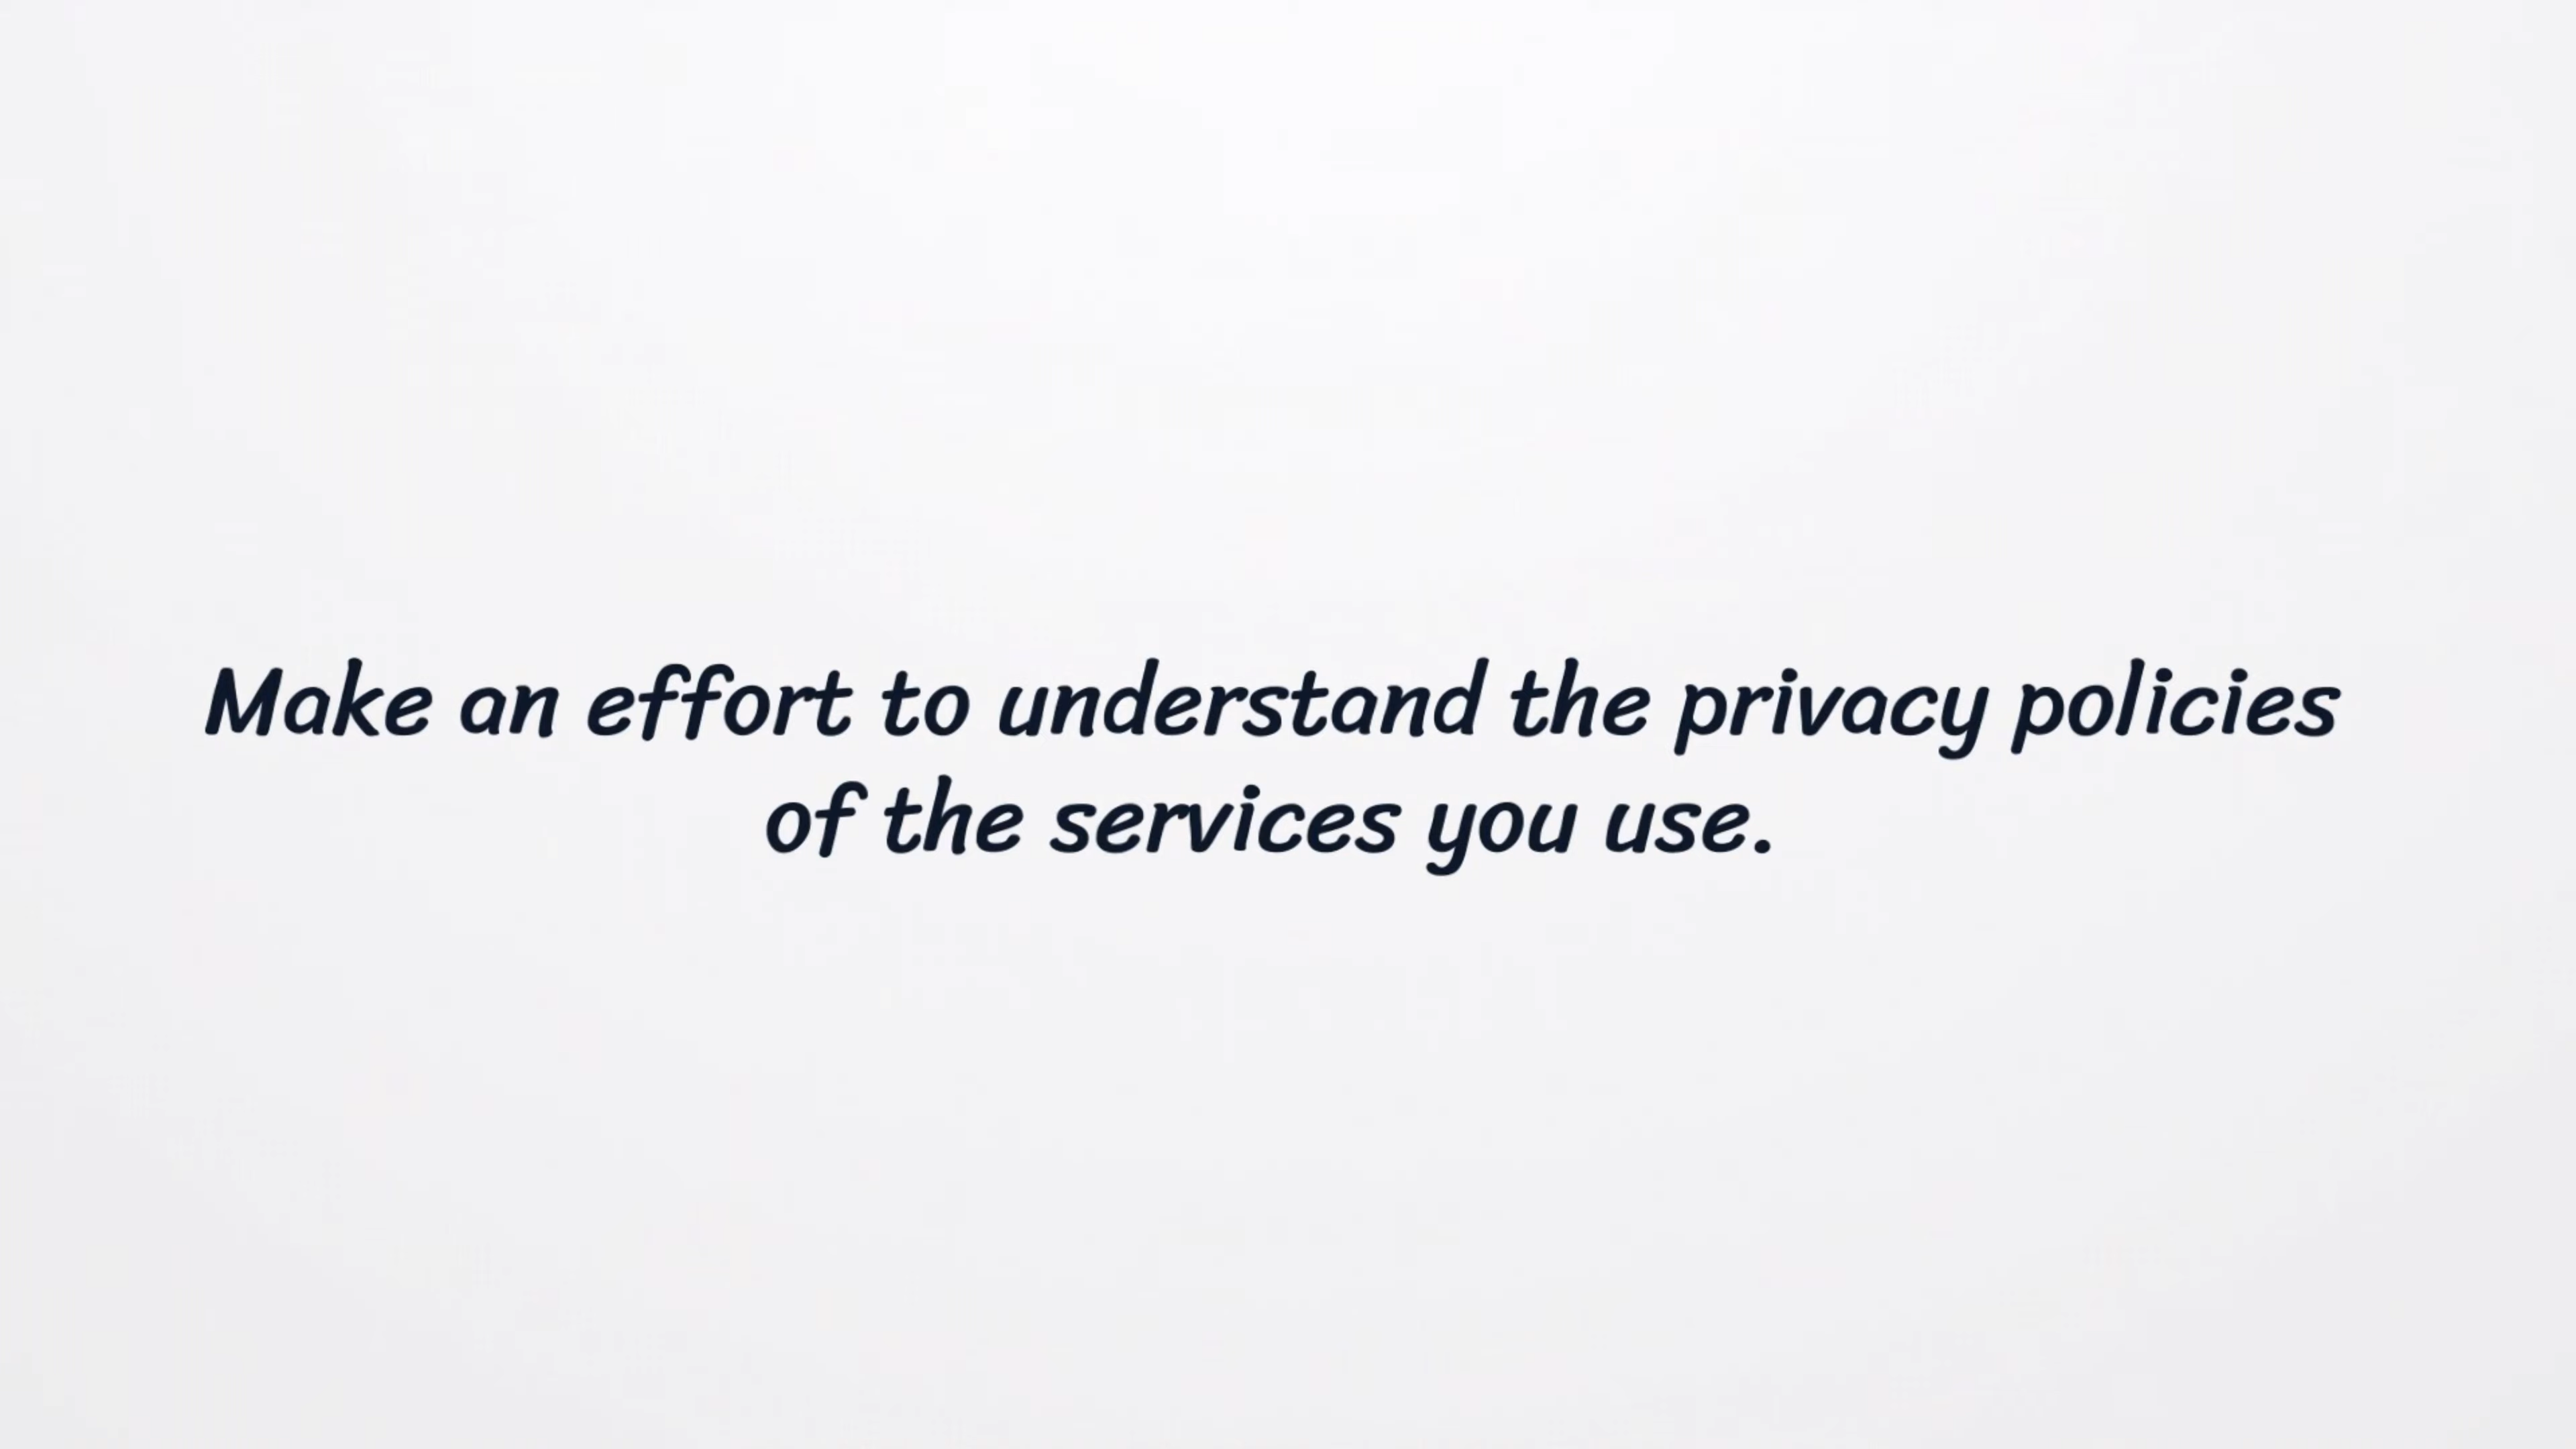 Make an effort to understand the privacy policies
of the services you use.